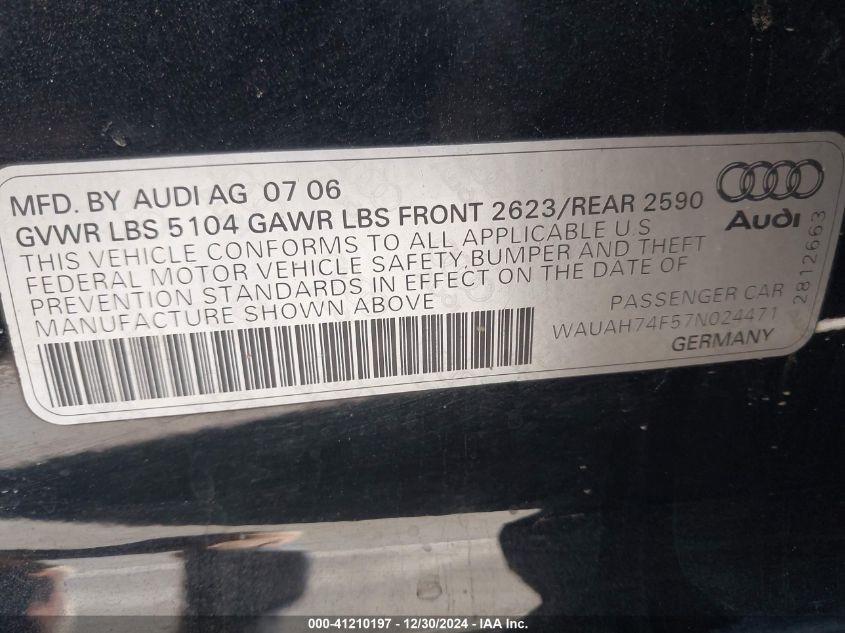 MFD. BY AUDI AG 07 06
GVWR LBS 5104 GAWR LBS FRONT 2623/REAR 2590
THIS VEHICLE CONFORMS TO ALL APPLICABLE U.S
FEDERAL MOTOR VEHICLE SAFETY,BUMPER AND THEFT
PREVENTION STANDARDS IN EFFECT ON THE DATE OF
MANUFACTURE SHOWN ABOVE
Audi
2812663
PASSENGER CAR
WAUAH74F57N024471
GERMANY
000-41210197 - 12/30/2024 - IAA Inc.